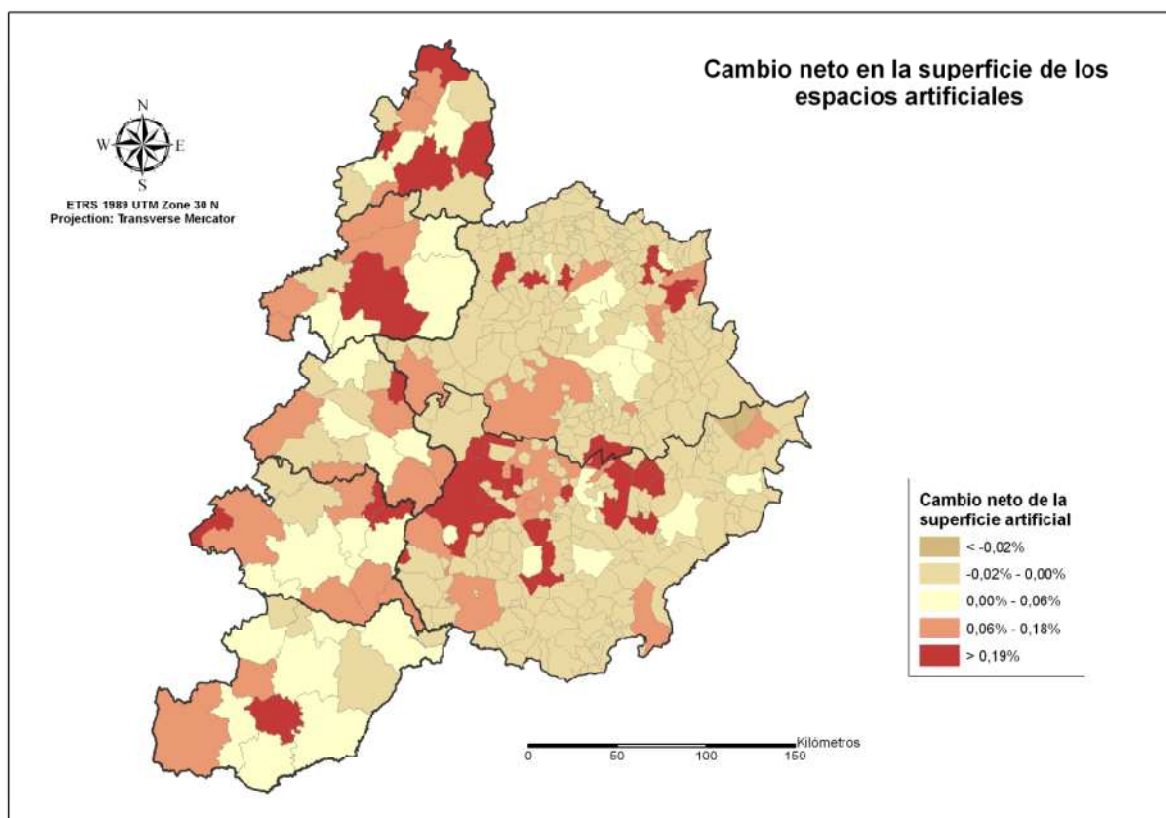 Cambio neto en la superficie de los
espacios artificiales
N
W
E
S
ETRS 1989 UTM Zone 30 N
Projection: Transverse Mercator
Cambio neto de la
superficie artificial
< -0,02%
-0,02% - 0,00%
0,00% - 0,06%
0,06% - 0,18%
> 0,19%
Kilómetros
0 50 100 150